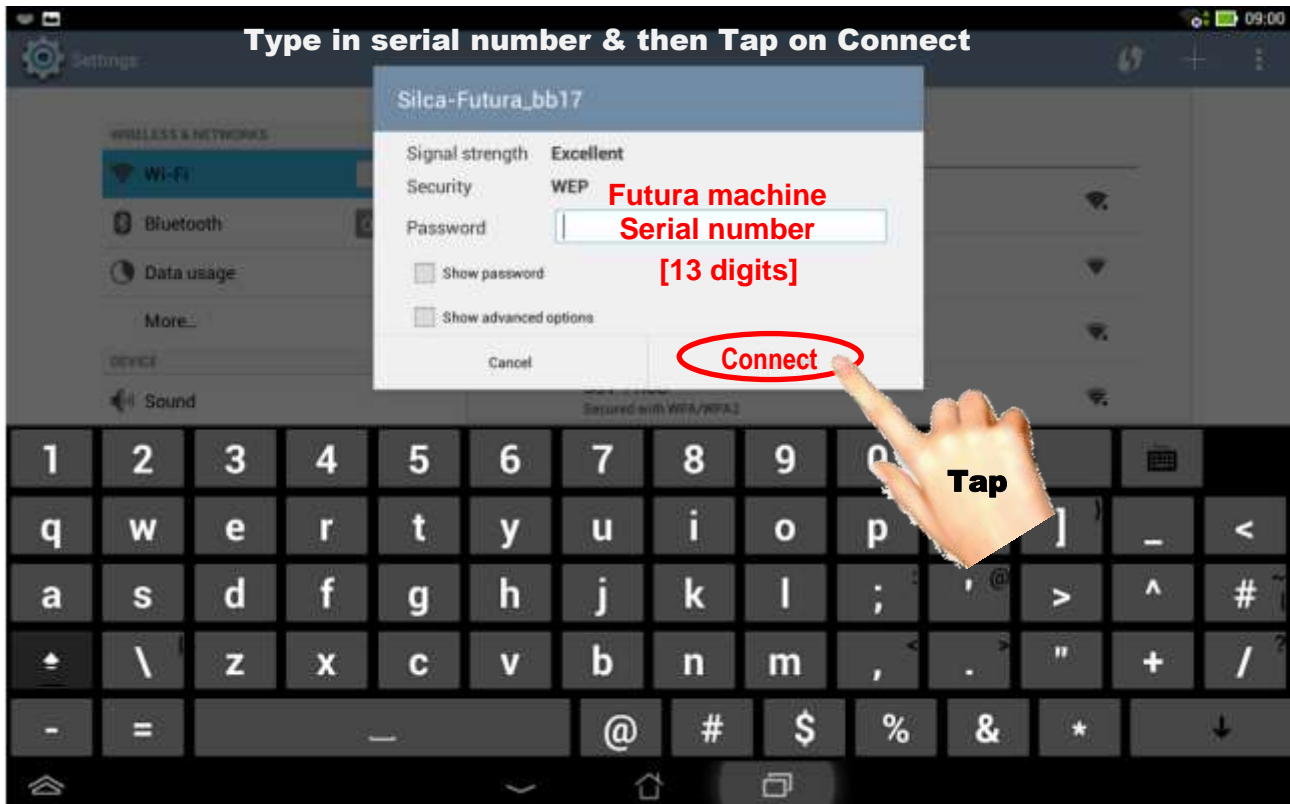 09:00
Type in serial number & then Tap on Connect
Settings
Silca-Futura_bb17
WIRELESS & NETWORKS
Signal strength Excellent
Wi-Fi
Security WEP
Futura machine
Bluetooth
Password
Serial number
Data usage
Show password
[13 digits]
More...
Show advanced options
DEVICE
Cancel
Connect
Sound
Secured with WPA/WPA2
1 2 3 4 5 6 7 8 9 0
Tap
q w e r t y u i o p ] } _ <
a s d f g h j k l ; : ' @ > ^ # ~
\ | z x c v b n m , < . > " + / ?
- = @ # $ % & *